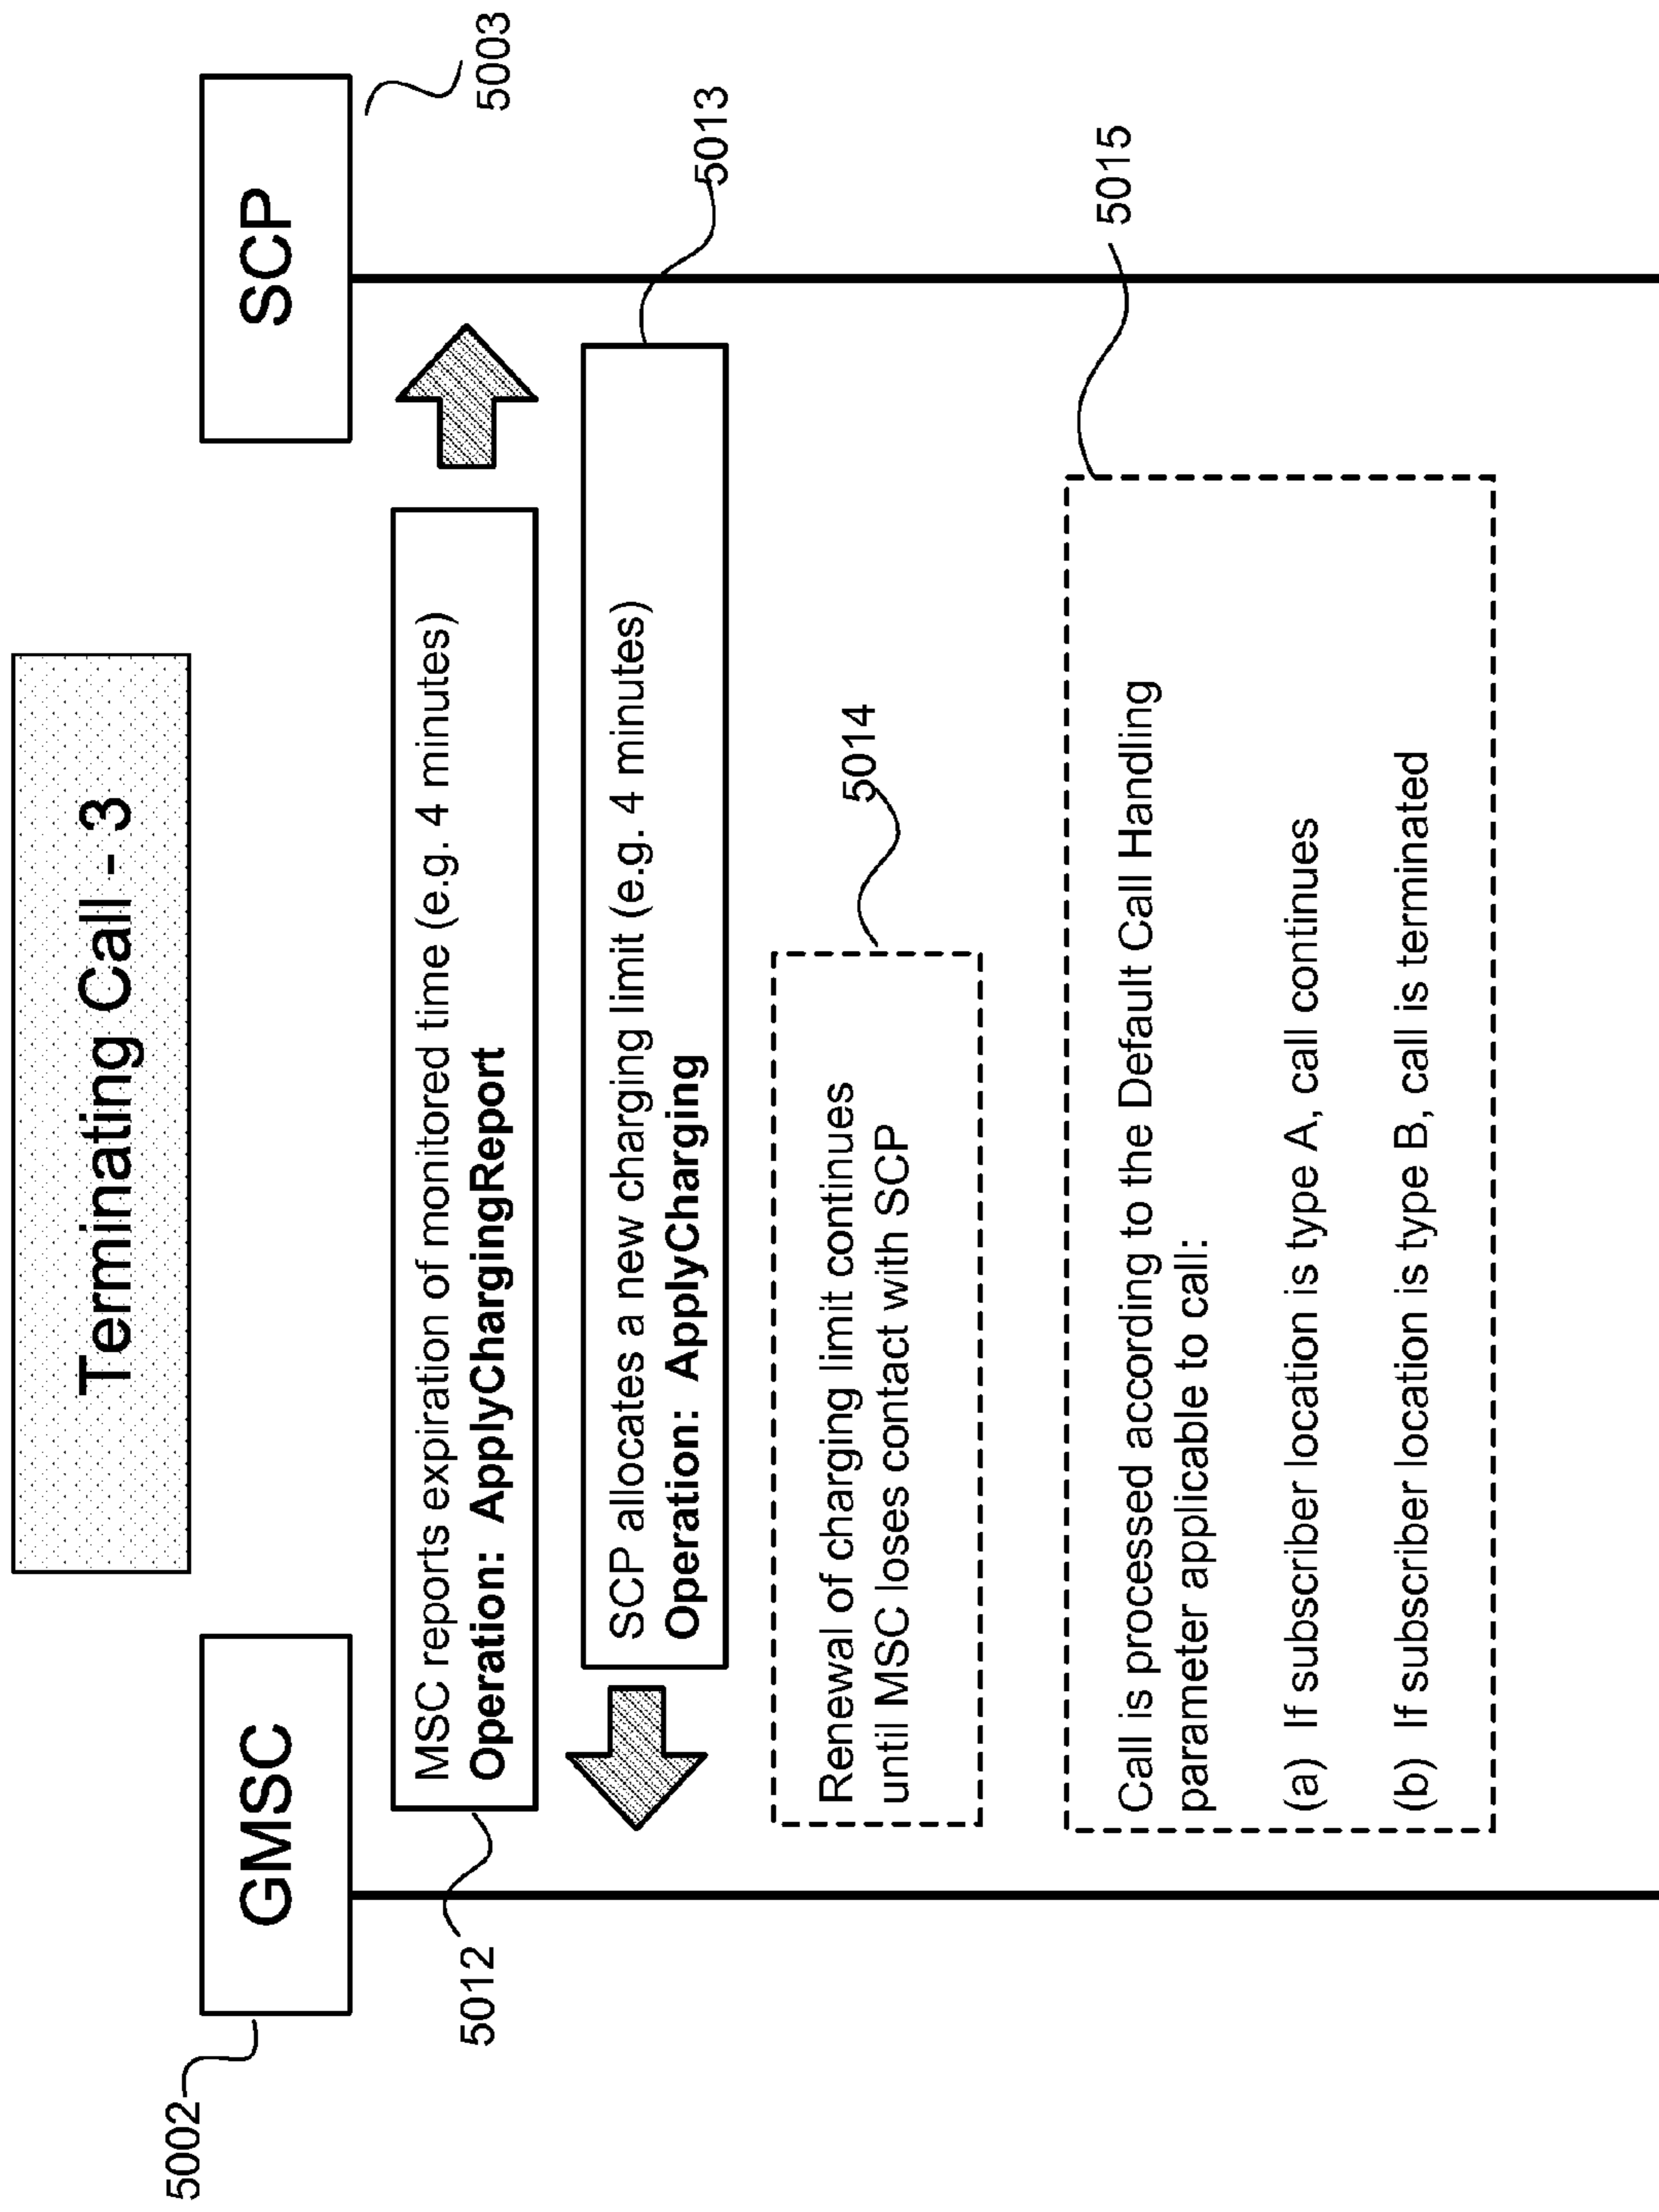 Terminating Call - 3
5002
GMSC
SCP
5003
5012
MSC reports expiration of monitored time (e.g. 4 minutes)
Operation: ApplyChargingReport
SCP allocates a new charging limit (e.g. 4 minutes)
Operation: ApplyCharging
5013
Renewal of charging limit continues
until MSC loses contact with SCP
5014
Call is processed according to the Default Call Handling
parameter applicable to call:
(a) If subscriber location is type A, call continues
(b) If subscriber location is type B, call is terminated
5015